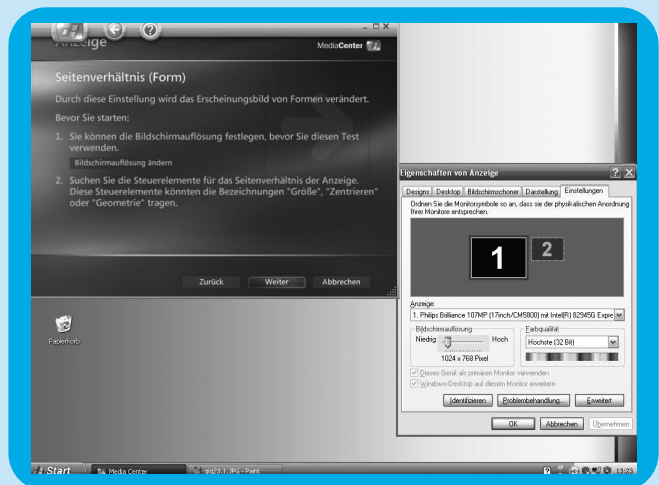 Anzeige
MediaCenter
Seitenverhältnis (Form)
Durch diese Einstellung wird das Erscheinungsbild von Formen verändert.
Bevor Sie starten:
1. Sie können die Bildschirmauflösung festlegen, bevor Sie diesen Test
verwenden.
Bildschirmauflösung ändern
2. Suchen Sie die Steuerelemente für das Seitenverhältnis der Anzeige.
Diese Steuerelemente könnten die Bezeichnungen "Größe", "Zentrieren"
oder "Geometrie" tragen.
Zurück Weiter Abbrechen
Papierkorb
Eigenschaften von Anzeige
Designs Desktop Bildschirmschoner Darstellung Einstellungen
Ordnen Sie die Monitorsymbole so an, dass sie der physikalischen Anordnung
Ihrer Monitore entsprechen.
1 2
Anzeige:
1. Philips Brilliance 107MP (17inch/CM5800) mit Intel(R) 82945G Expre
Bildschirmauflösung
Niedrig Hoch
1024 x 768 Pixel
Farbqualität
Höchste (32 Bit)
Dieses Gerät als primären Monitor verwenden
Windows-Desktop auf diesem Monitor erweitern
Identifizieren Problembehandlung... Erweitert
OK Abbrechen Übernehmen
Start Media Center .JPG - Paint 13:23